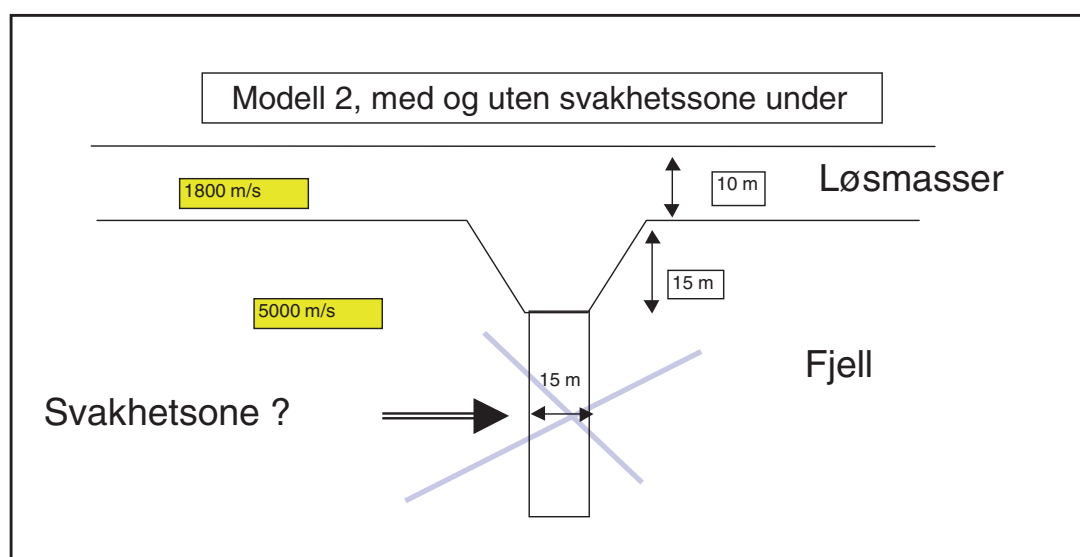 Modell 2, med og uten svakhetssone under
1800 m/s
10 m
Løsmasser
15 m
5000 m/s
Fjell
15 m
Svakhetsone ?